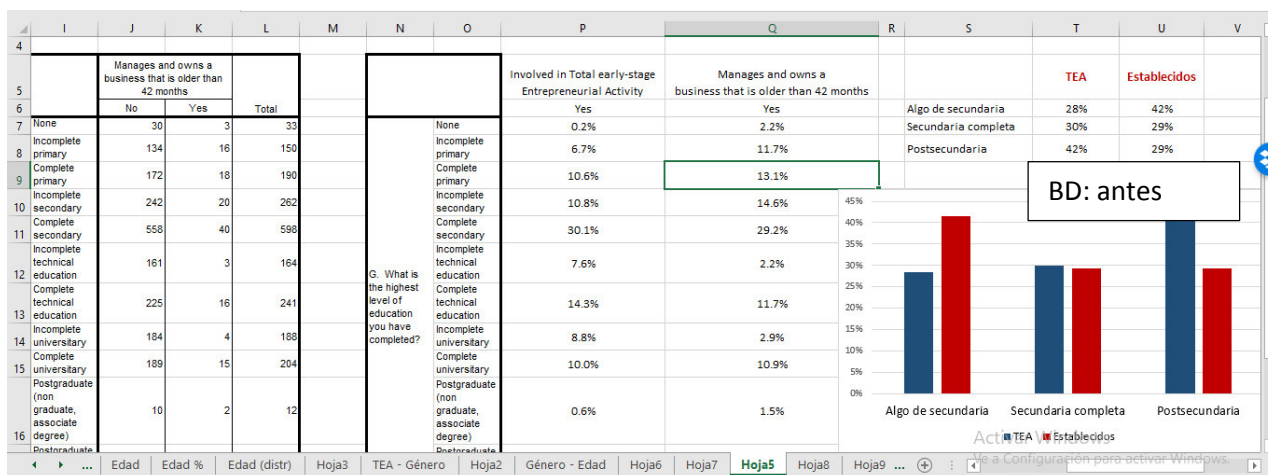 I J K L M N O P Q R S T U V
4
5 Manages and owns a business that is older than 42 months Total Involved in Total early-stage Entrepreneurial Activity Manages and owns a business that is older than 42 months TEA Establecidos
6 No Yes Yes Yes Algo de secundaria 28% 42%
7 None 30 3 33 None 0.2% 2.2% Secundaria completa 30% 29%
8 Incomplete primary 134 16 150 Incomplete primary 6.7% 11.7% Postsecundaria 42% 29%
9 Complete primary 172 18 190 Complete primary 10.6% 13.1%
10 Incomplete secondary 242 20 262 Incomplete secondary 10.8% 14.6%
11 Complete secondary 558 40 598 Complete secondary 30.1% 29.2%
12 Incomplete technical education 161 3 164 G. What is the highest level of education you have completed? Incomplete technical education 7.6% 2.2%
13 Complete technical education 225 16 241 Complete technical education 14.3% 11.7%
14 Incomplete universitary 184 4 188 Incomplete universitary 8.8% 2.9%
15 Complete universitary 189 15 204 Complete universitary 10.0% 10.9%
16 Postgraduate (non graduate, associate degree) 10 2 12 Postgraduate (non graduate, associate degree) 0.6% 1.5%
Postgraduate Postgraduate
BD: antes
45%
40%
35%
30%
25%
20%
15%
10%
5%
0%
Algo de secundaria Secundaria completa Postsecundaria
TEA Establecidos
Activar Windows
Ve a Configuración para activar Windows.
... Edad Edad % Edad (distr) Hoja3 TEA - Género Hoja2 Género - Edad Hoja6 Hoja7 Hoja5 Hoja8 Hoja9 ...